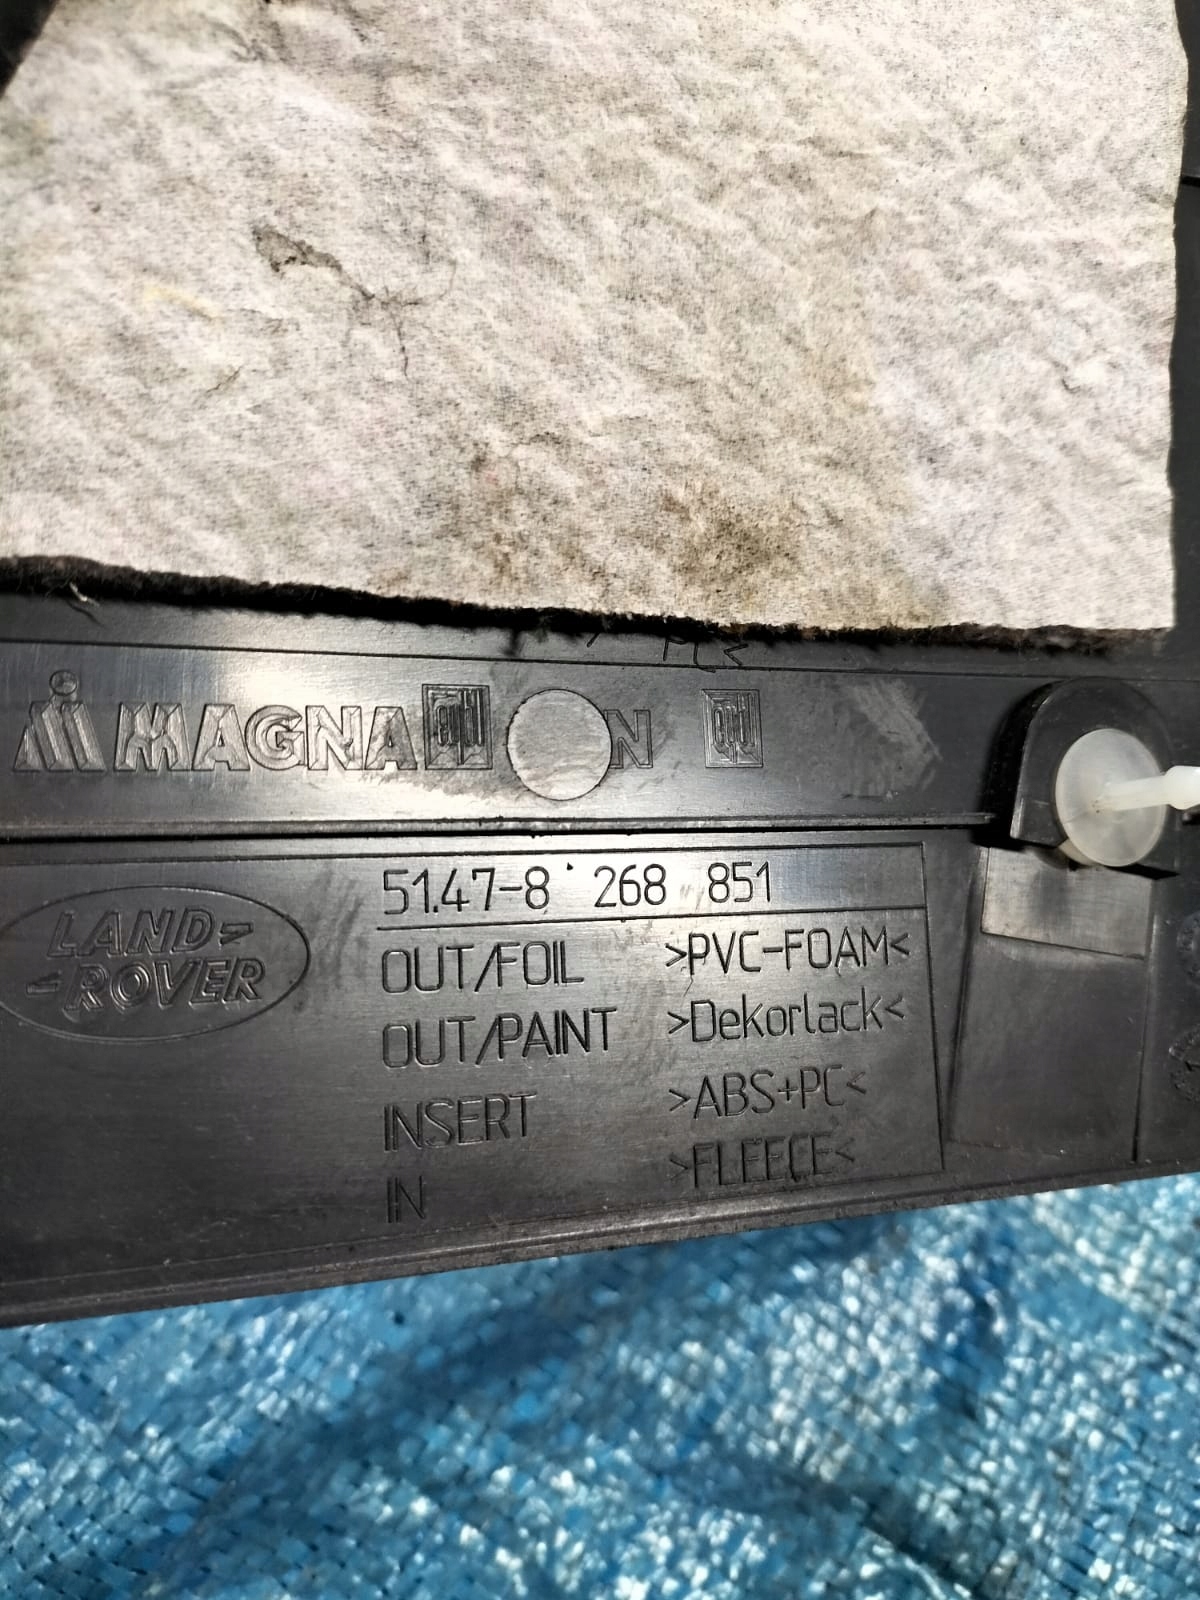 MAGNA
N
LAND-
-ROVER
51.47-8 268 851
OUT/FOIL >PVC-FOAM<
OUT/PAINT >Dekorlack<
INSERT >ABS+PC<
IN >FLEECE<